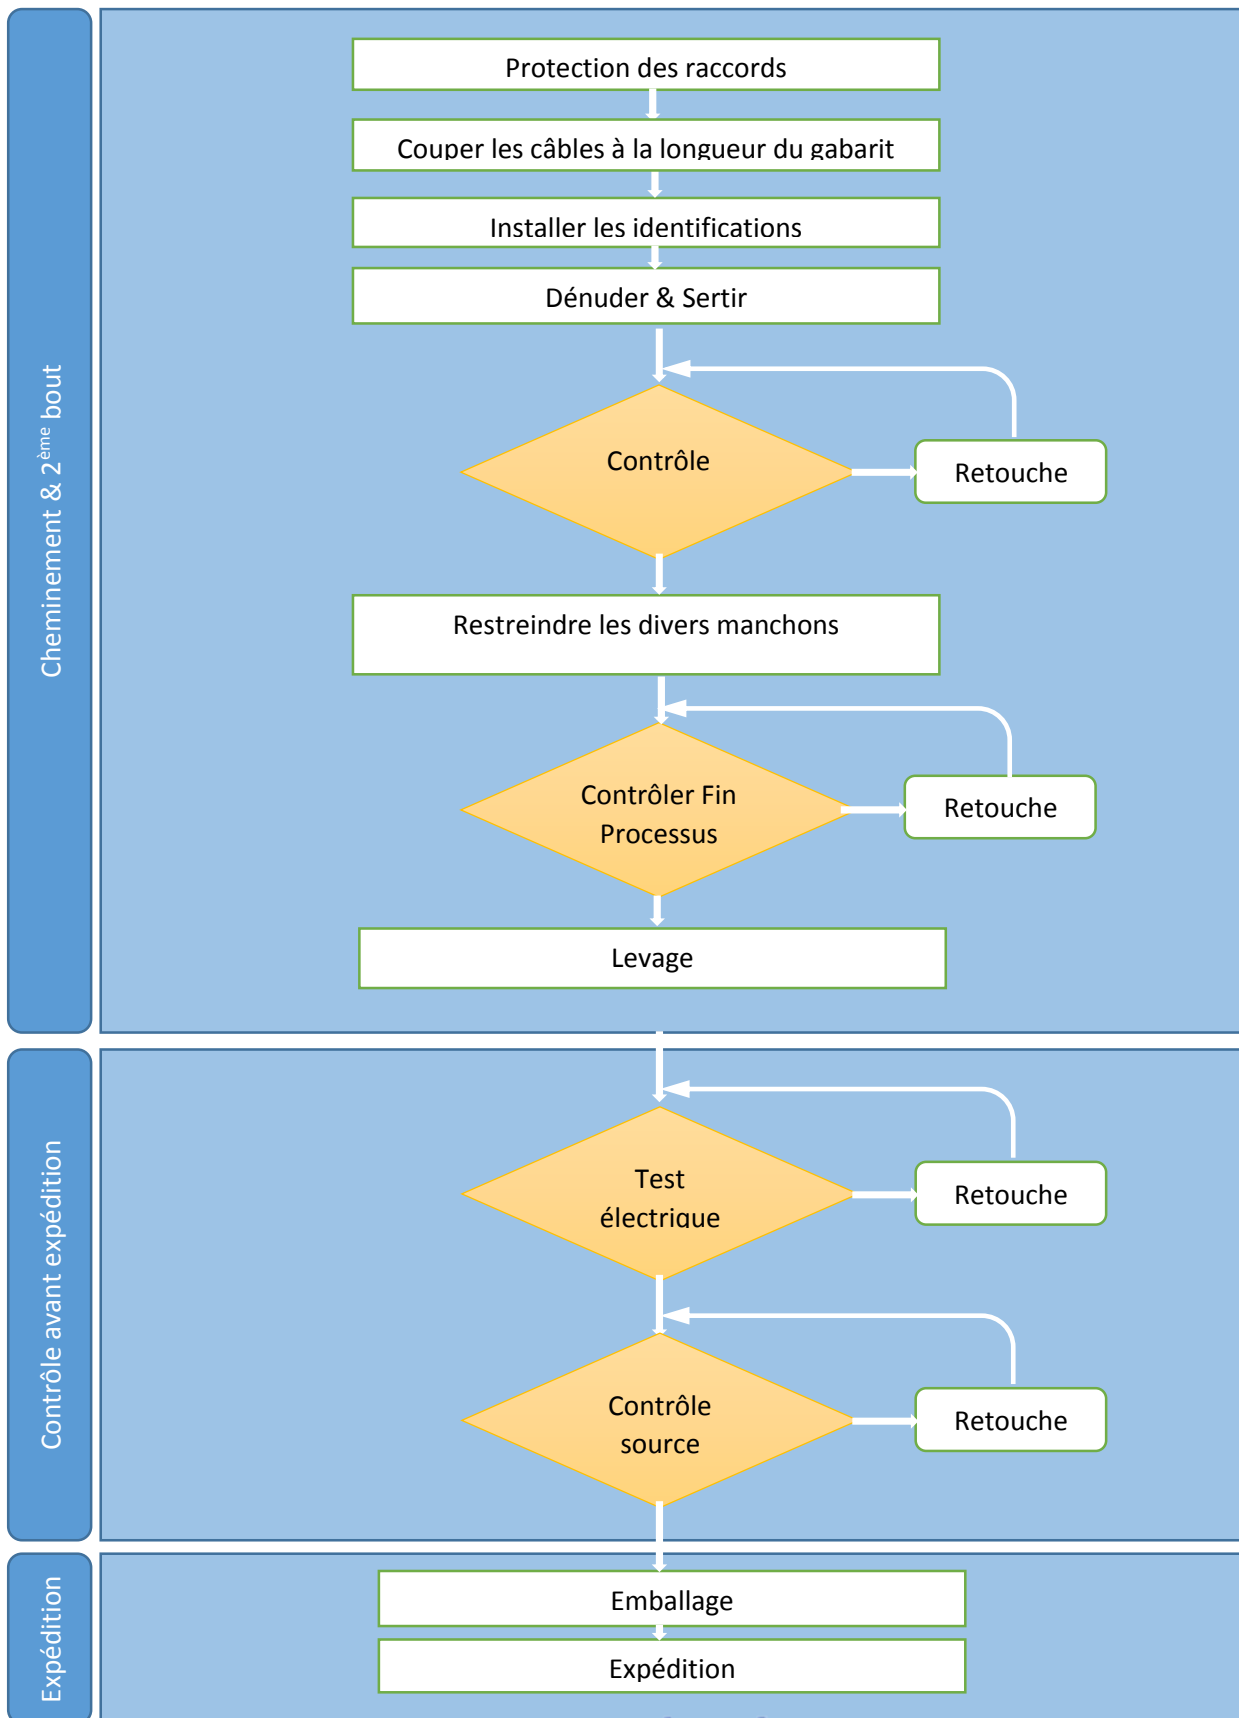 Cheminement & 2ème bout
Protection des raccords
Couper les câbles à la longueur du gabarit
Installer les identifications
Dénuder & Sertir
Contrôle
Retouche
Restreindre les divers manchons
Contrôler Fin
Processus
Retouche
Levage
Contrôle avant expédition
Test
électrique
Retouche
Contrôle
source
Retouche
Expédition
Emballage
Expédition